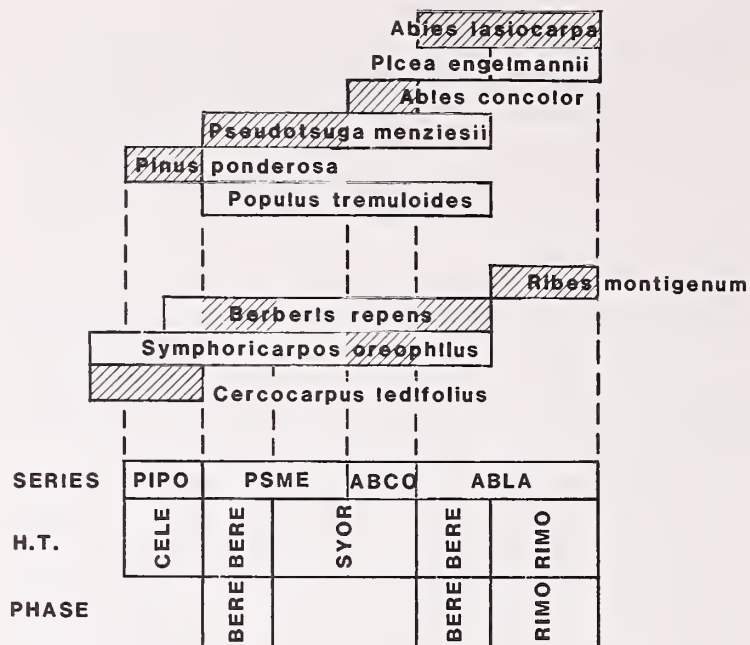 Abies lasiocarpa
Picea engelmannii
Abies concolor
Pseudotsuga menziesii
Pinus ponderosa
Populus tremuloides
Ribes montigenum
Berberis repens
Symphoricarpos oreophilus
Cercocarpus ledifolius
SERIES PIPO PSME ABCO ABLA
H.T. CELE BERE SYOR BERE RIMO
PHASE BERE BERE RIMO